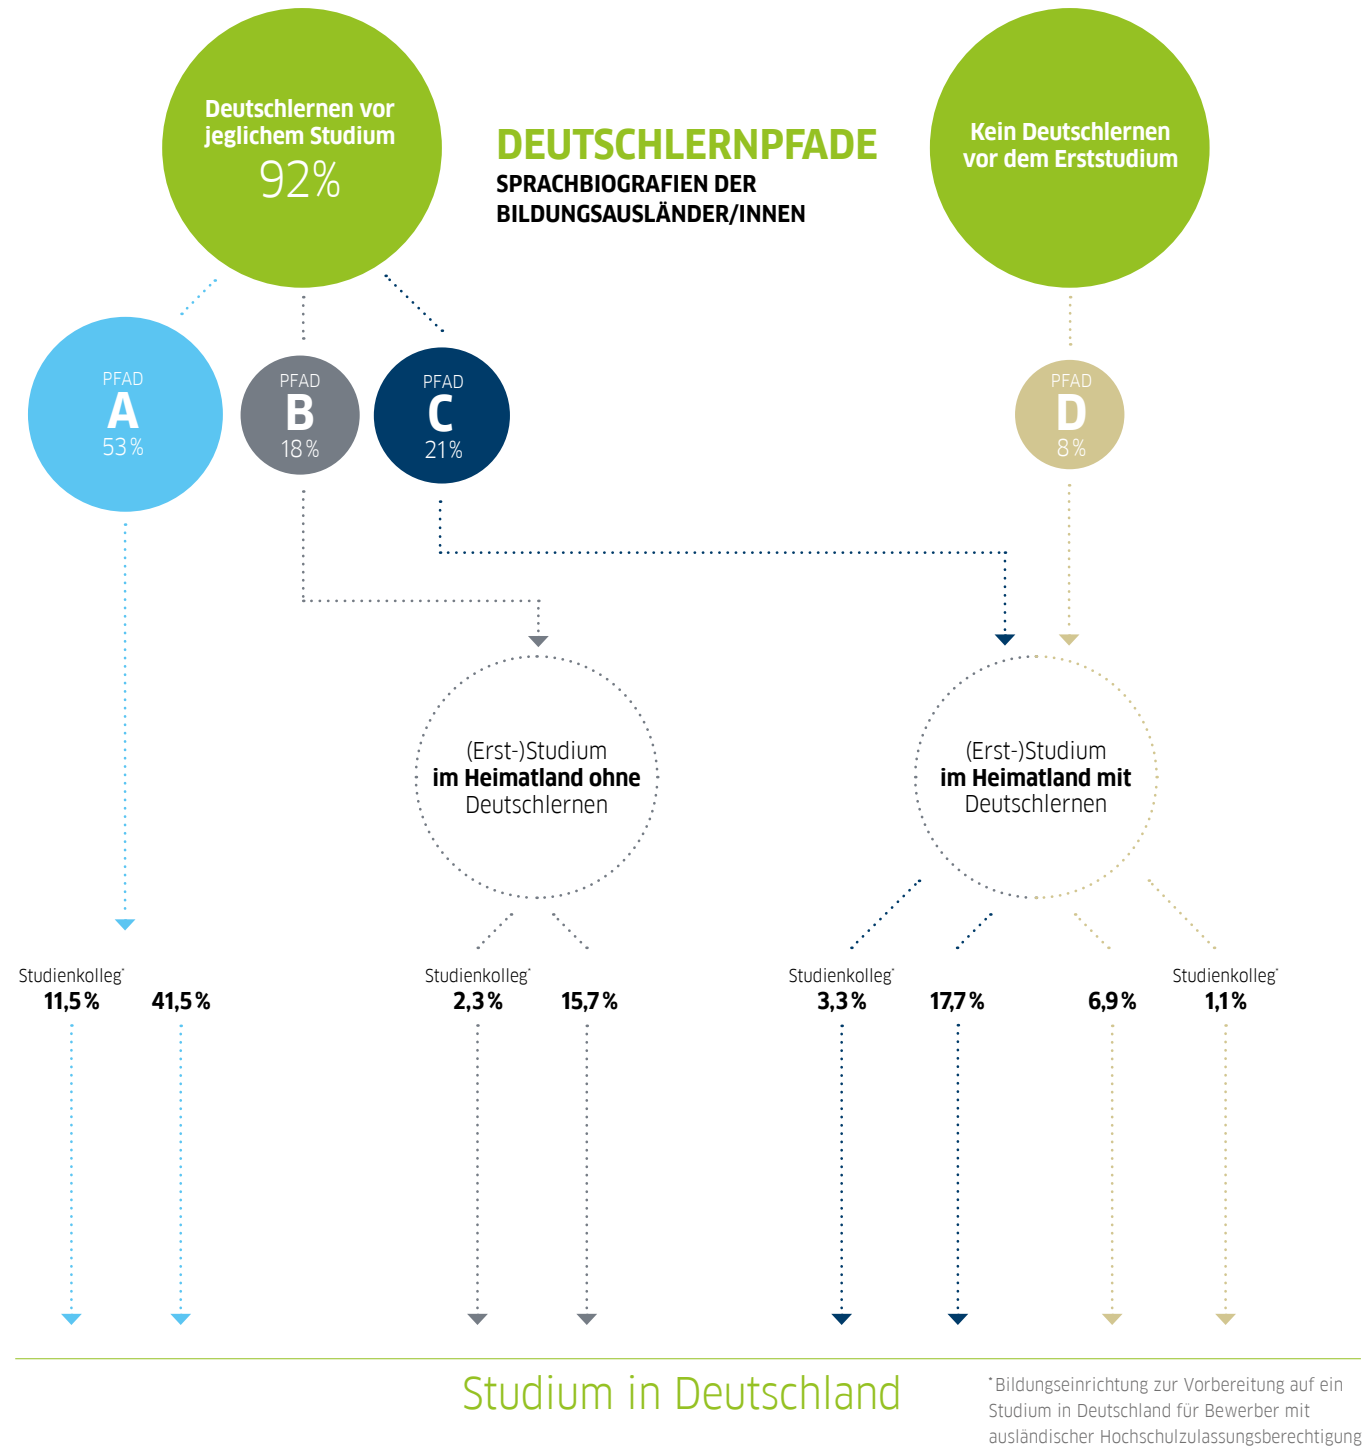 Deutschlernen vor
jeglichem Studium
92%
DEUTSCHLERNPFADE
SPRACHBIOGRAFIEN DER
BILDUNGSAUSLÄNDER/INNEN
Kein Deutschlernen
vor dem Erststudium
PFAD
A
53 %
PFAD
B
18 %
PFAD
C
21%
PFAD
D
8 %
(Erst-)Studium
im Heimatland ohne
Deutschlernen
(Erst-)Studium
im Heimatland mit
Deutschlernen
Studienkolleg*
11,5 %
41,5 %
Studienkolleg*
2,3 %
15,7 %
Studienkolleg*
3,3 %
17,7 %
6,9 %
Studienkolleg*
1,1 %
Studium in Deutschland
*Bildungseinrichtung zur Vorbereitung auf ein
Studium in Deutschland für Bewerber mit
ausländischer Hochschulzulassungsberechtigung